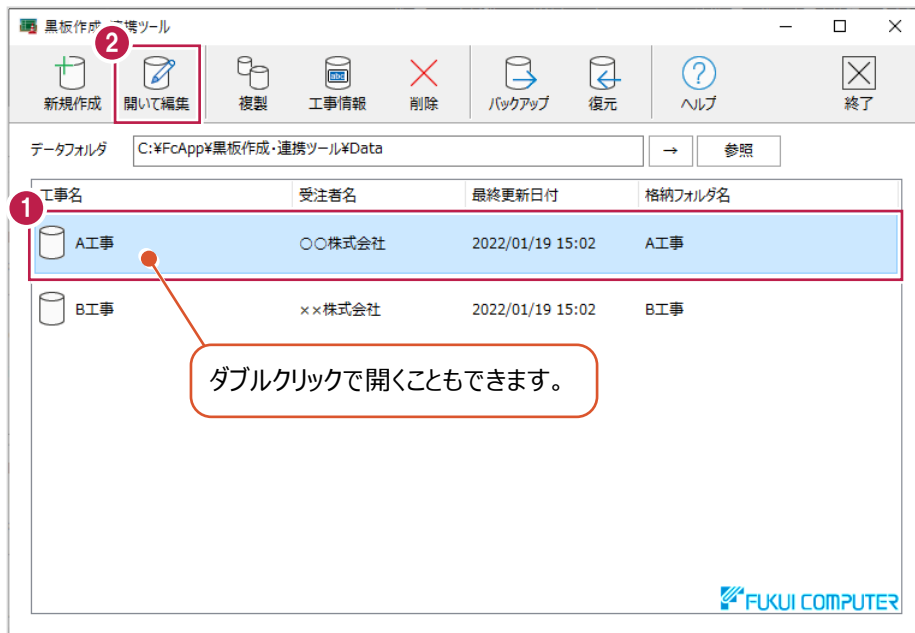 黒板作成・連携ツール
2
新規作成 開いて編集 複製 工事情報 削除 バックアップ 復元 ヘルプ 終了
データフォルダ C:¥FcApp¥黒板作成・連携ツール¥Data → 参照
工事名 受注者名 最終更新日付 格納フォルダ名
1
A工事 ○○株式会社 2022/01/19 15:02 A工事
B工事 ××株式会社 2022/01/19 15:02 B工事
ダブルクリックで開くこともできます。
FUKUI COMPUTER